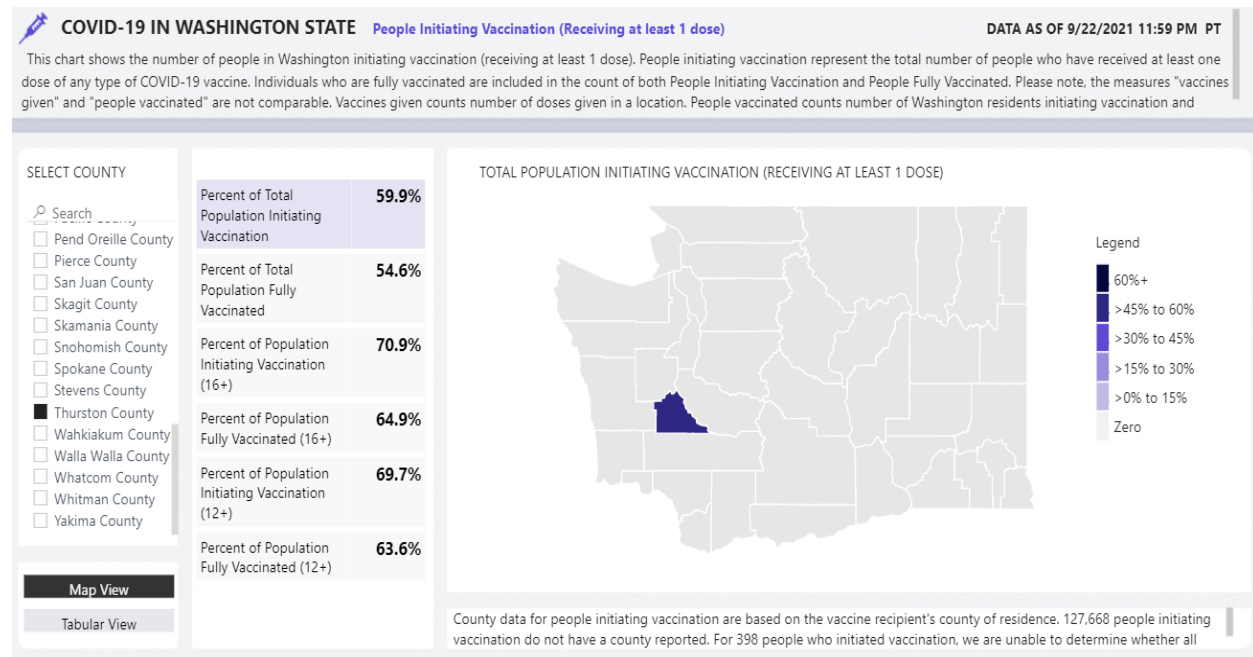 COVID-19 IN WASHINGTON STATE People Initiating Vaccination (Receiving at least 1 dose) DATA AS OF 9/22/2021 11:59 PM PT
This chart shows the number of people in Washington initiating vaccination (receiving at least 1 dose). People initiating vaccination represent the total number of people who have received at least one
dose of any type of COVID-19 vaccine. Individuals who are fully vaccinated are included in the count of both People Initiating Vaccination and People Fully Vaccinated. Please note, the measures "vaccines
given" and "people vaccinated" are not comparable. Vaccines given counts number of doses given in a location. People vaccinated counts number of Washington residents initiating vaccination and
SELECT COUNTY
Search
Pend Oreille County
Pierce County
San Juan County
Skagit County
Skamania County
Snohomish County
Spokane County
Stevens County
Thurston County
Wahkiakum County
Walla Walla County
Whatcom County
Whitman County
Yakima County
Map View
Tabular View
Percent of Total 59.9%
Population Initiating
Vaccination
Percent of Total 54.6%
Population Fully
Vaccinated
Percent of Population 70.9%
Initiating Vaccination
(16+)
Percent of Population 64.9%
Fully Vaccinated (16+)
Percent of Population 69.7%
Initiating Vaccination
(12+)
Percent of Population 63.6%
Fully Vaccinated (12+)
TOTAL POPULATION INITIATING VACCINATION (RECEIVING AT LEAST 1 DOSE)
Legend
60%+
>45% to 60%
>30% to 45%
>15% to 30%
>0% to 15%
Zero
County data for people initiating vaccination are based on the vaccine recipient's county of residence. 127,668 people initiating
vaccination do not have a county reported. For 398 people who initiated vaccination, we are unable to determine whether all